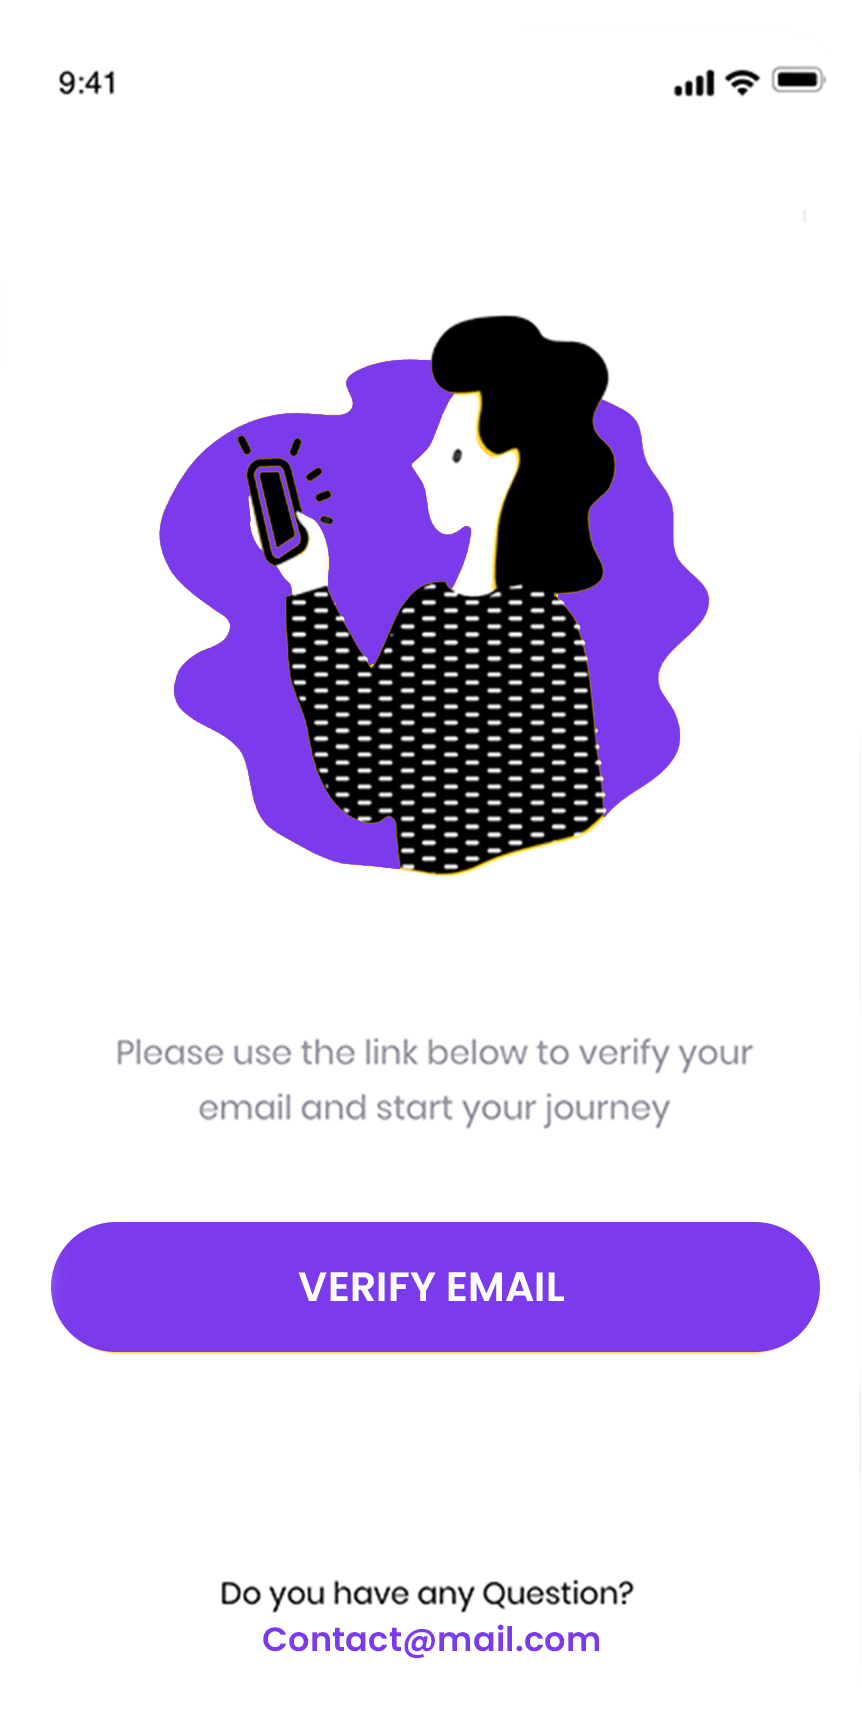 9:41
Please use the link below to verify your
email and start your journey
VERIFY EMAIL
Do you have any Question?
Contact@mail.com